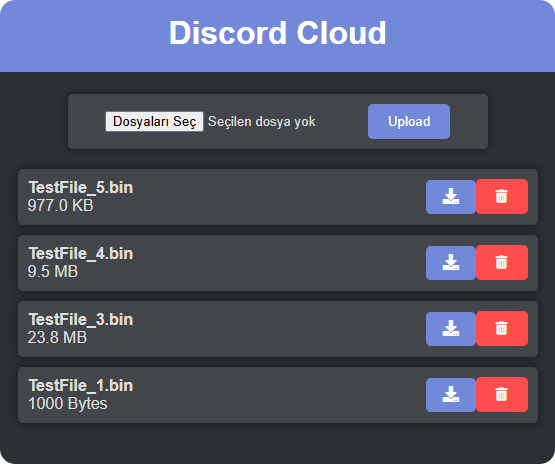 Discord Cloud
Dosyaları Seç Seçilen dosya yok Upload
TestFile_5.bin
977.0 KB
TestFile_4.bin
9.5 MB
TestFile_3.bin
23.8 MB
TestFile_1.bin
1000 Bytes